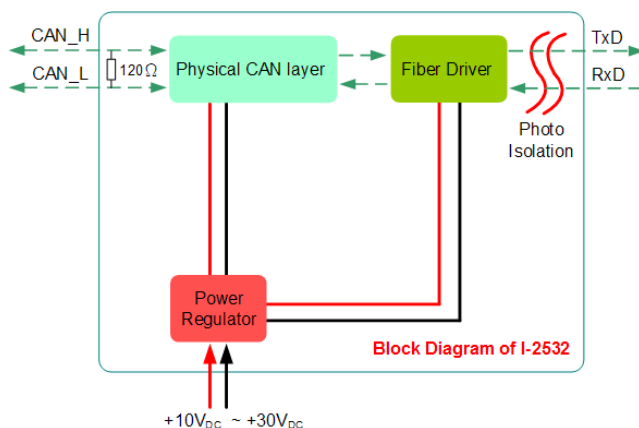 CAN_H
CAN_L
120Ω
Physical CAN layer
Fiber Driver
TxD
RxD
Photo
Isolation
Power
Regulator
Block Diagram of I-2532
+10VDC ~ +30VDC